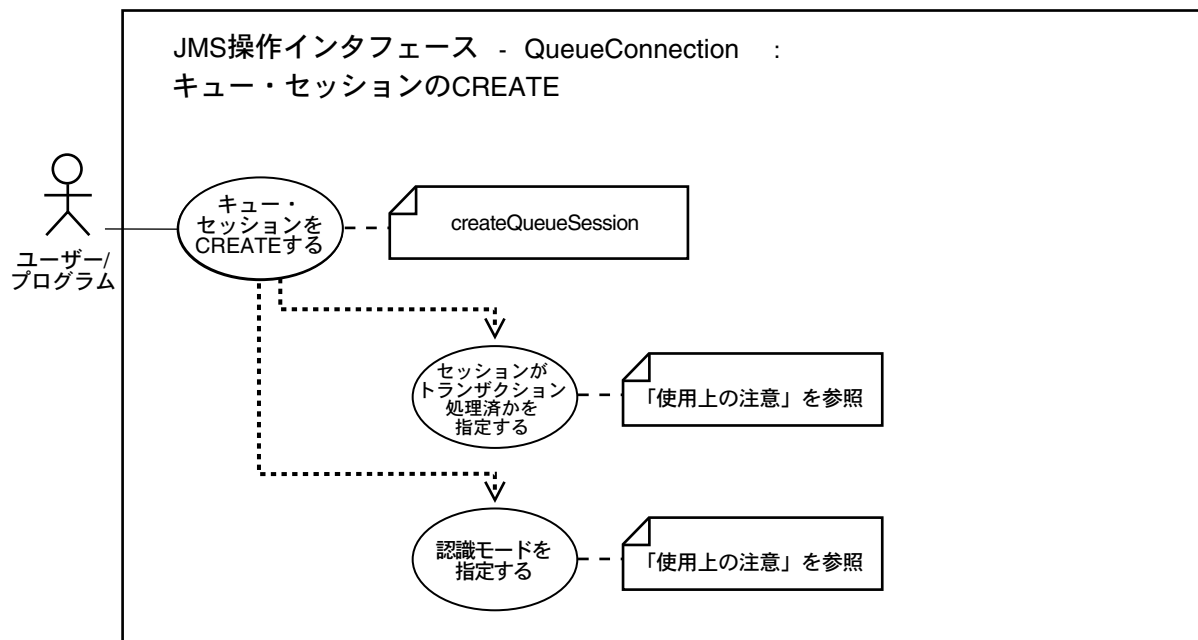 JMS操作インタフェース - QueueConnection :
キュー・セッションのCREATE
ユーザー/
プログラム
キュー・
セッションを
CREATEする
createQueueSession
セッションが
トランザクション
処理済かを
指定する
「使用上の注意」を参照
認識モードを
指定する
「使用上の注意」を参照